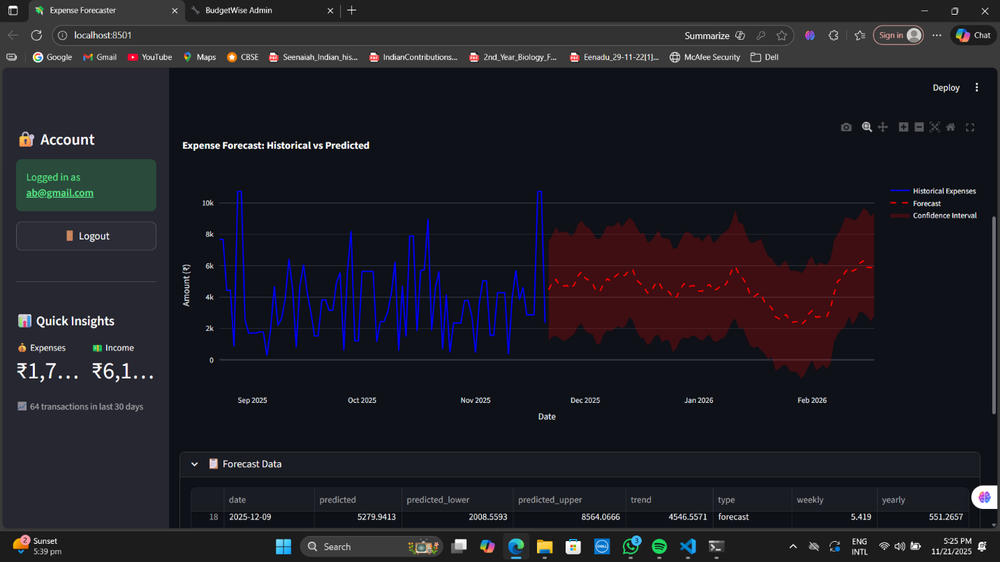 Expense Forecaster
BudgetWise Admin
localhost:8501
Summarize
Sign in
Chat
Google
Gmail
YouTube
Maps
CBSE
Seenaiah_Indian_his...
IndianContributions...
2nd_Year_Biology_F...
Eenadu_29-11-22[1]...
McAfee Security
Dell
Deploy
Account
Logged in as
ab@gmail.com
Logout
Quick Insights
Expenses
Income
₹1,7...
₹6,1...
64 transactions in last 30 days
Expense Forecast: Historical vs Predicted
Historical Expenses
Forecast
Confidence Interval
Amount (₹)
10k
8k
6k
4k
2k
0
Sep 2025
Oct 2025
Nov 2025
Dec 2025
Jan 2026
Feb 2026
Date
Forecast Data
date predicted predicted_lower predicted_upper trend type weekly yearly
18 2025-12-09 5279.9413 2008.5593 8564.0666 4546.5571 forecast 5.419 551.2657
2
Sunset
5:39 pm
Search
DELL
3
ENG
INTL
5:25 PM
11/21/2025